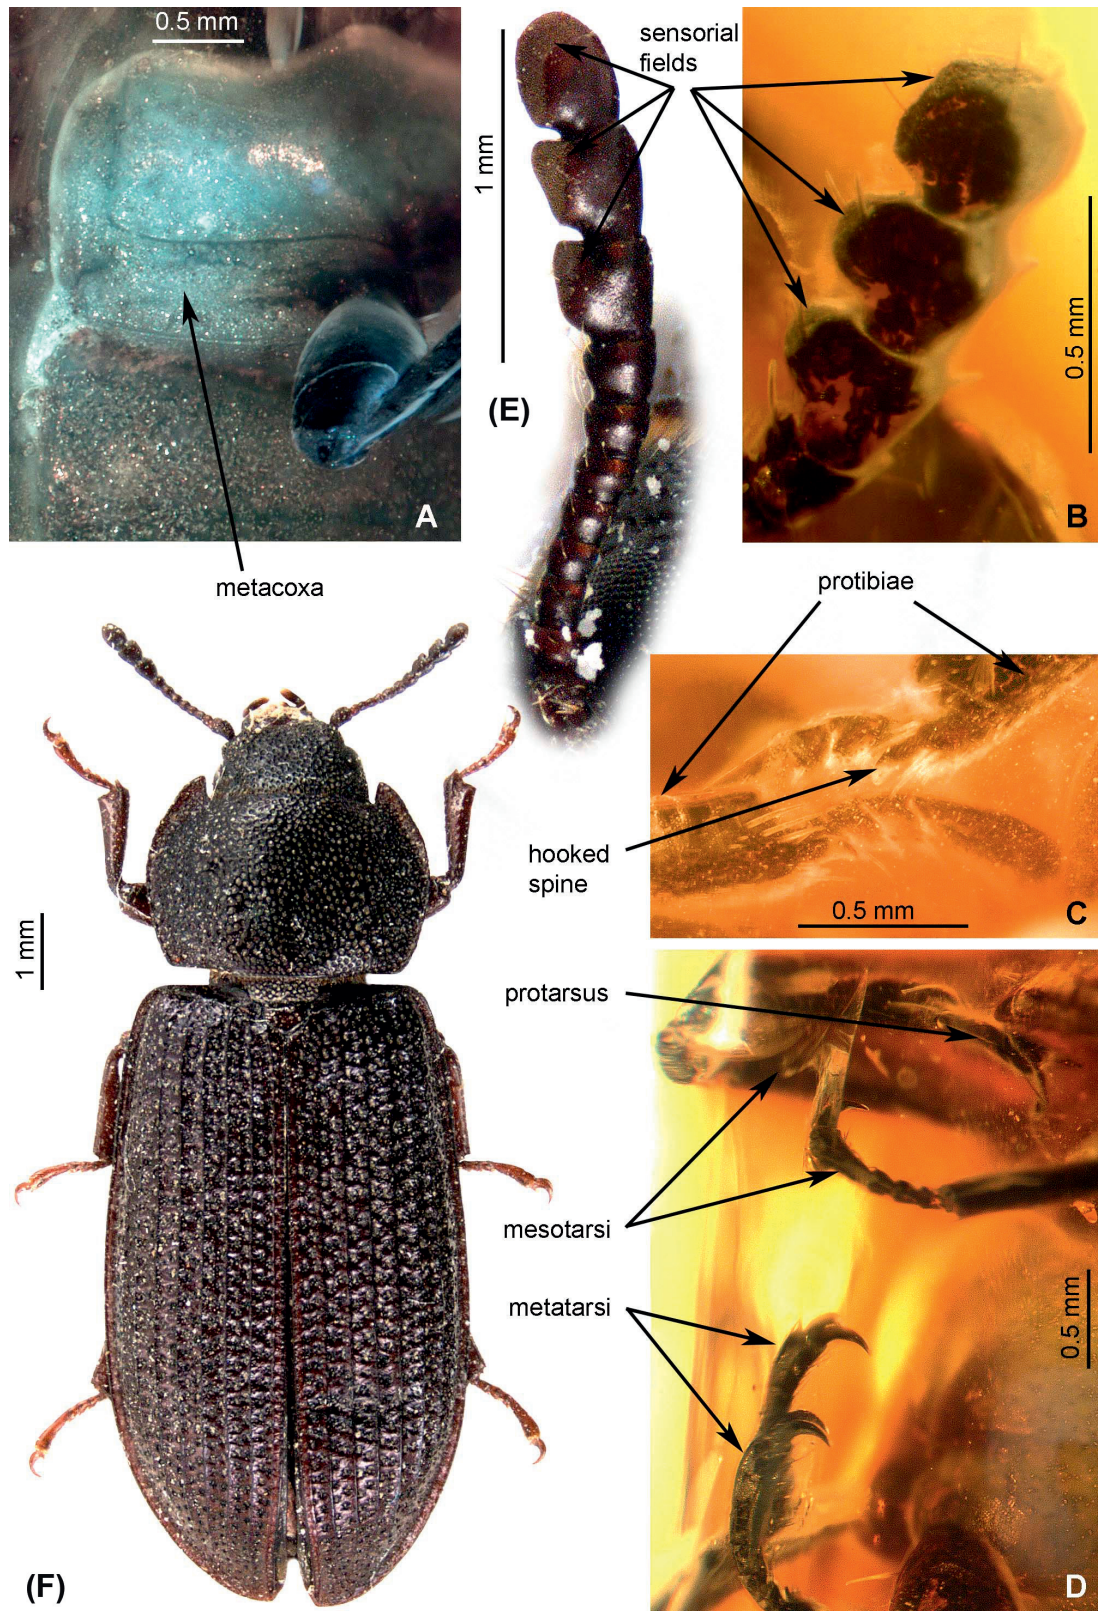 0.5 mm
sensorial
fields
1 mm
0.5 mm
(E)
A
B
metacoxa
protibiae
hooked
spine
0.5 mm
C
1 mm
protarsus
mesotarsi
metatarsi
0.5 mm
(F)
D